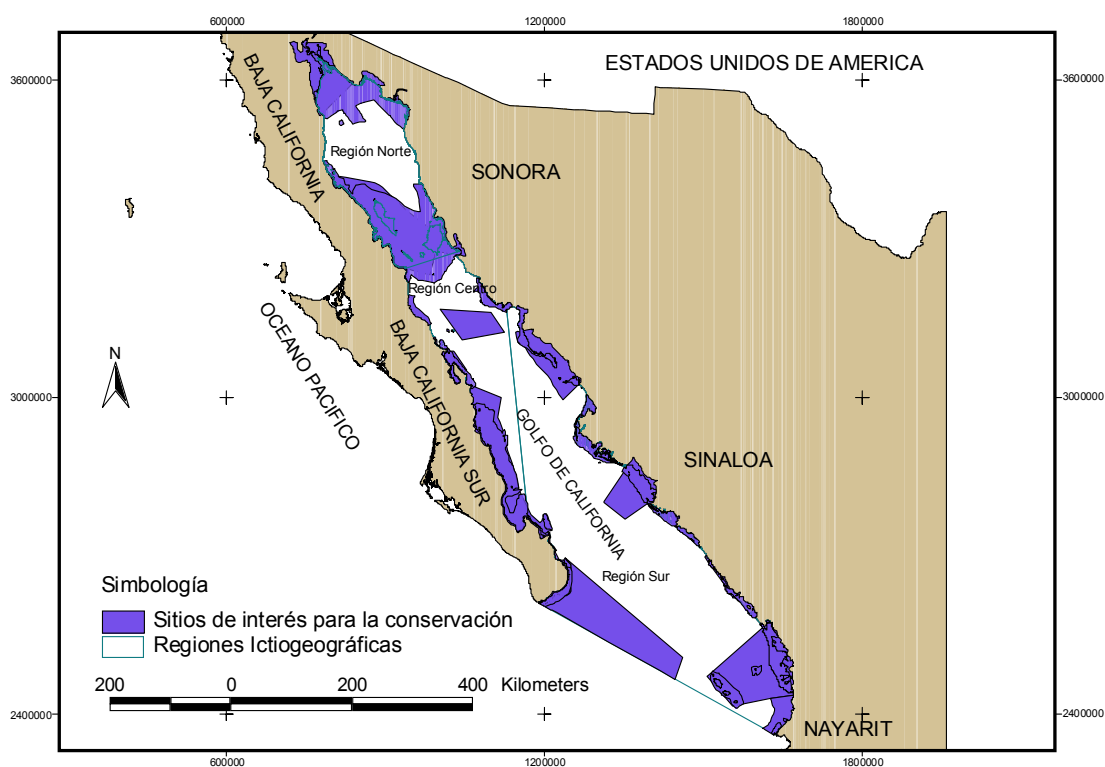 600000 1200000 1800000
3600000 3600000
ESTADOS UNIDOS DE AMERICA
BAJA CALIFORNIA
Región Norte
SONORA
Región Centro
OCEANO PACIFICO
N
BAJA CALIFORNIA SUR
3000000 3000000
GOLFO DE CALIFORNIA
SINALOA
Región Sur
Simbología
Sitios de interés para la conservación
Regiones Ictiogeográficas
200 0 200 400 Kilometers
2400000 2400000
NAYARIT
600000 1200000 1800000